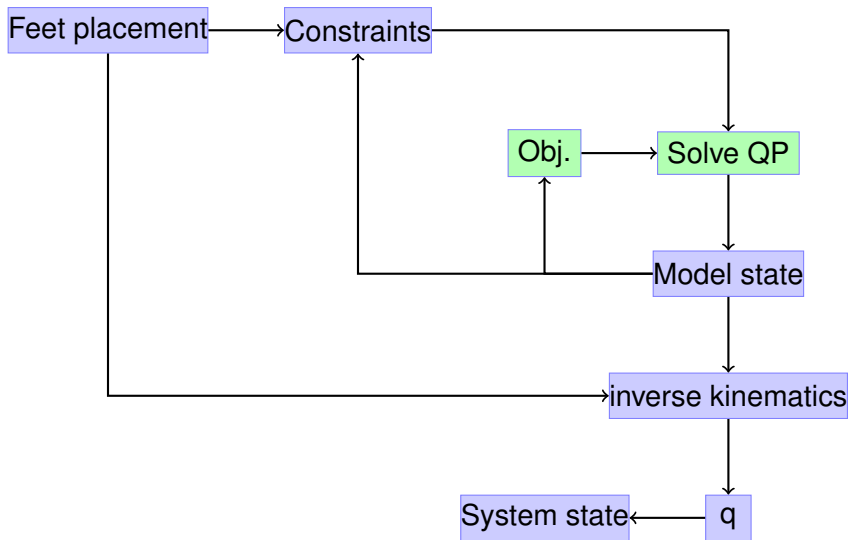 Feet placement
Constraints
Obj.
Solve QP
Model state
inverse kinematics
System state
q